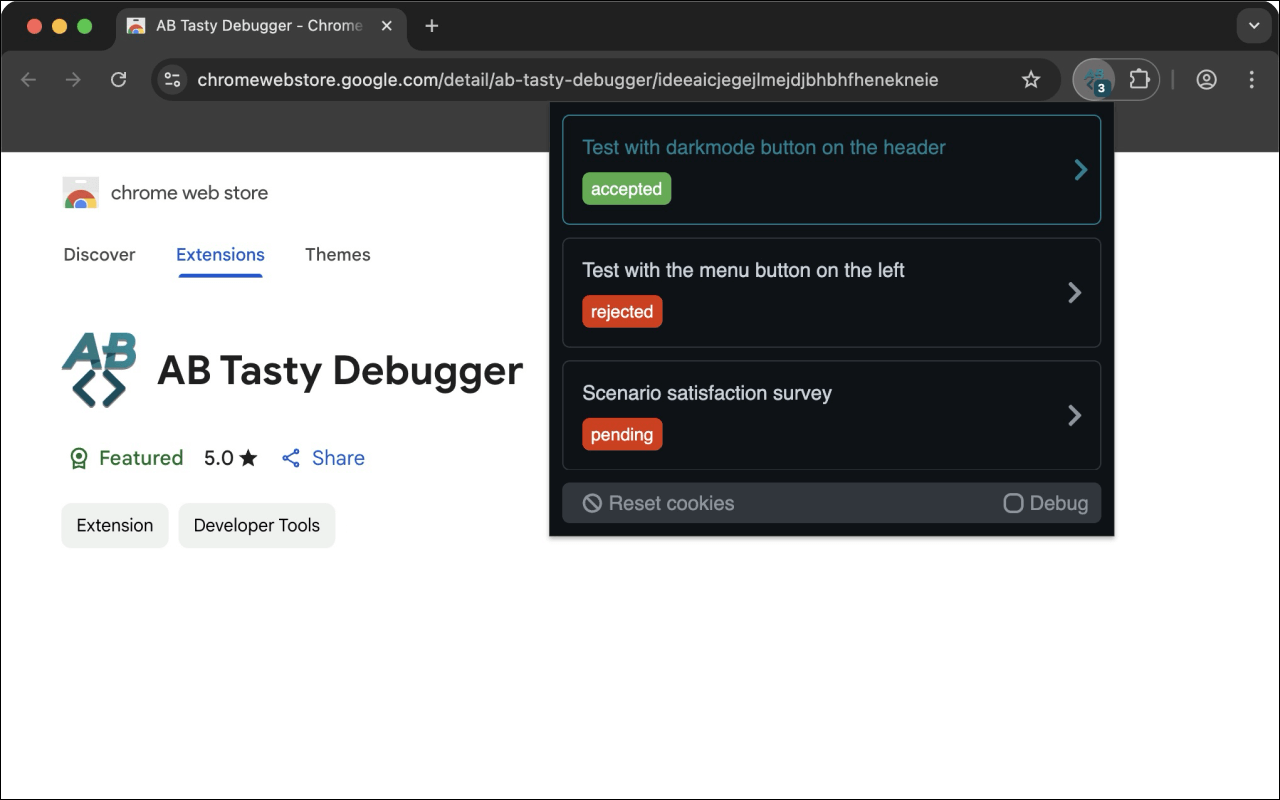 AB Tasty Debugger - Chrome
chromewebstore.google.com/detail/ab-tasty-debugger/ideeaicjegejlmejdjbhbhfhenekneie
3
Test with darkmode button on the header
accepted
Test with the menu button on the left
rejected
Scenario satisfaction survey
pending
Reset cookies
Debug
chrome web store
Discover
Extensions
Themes
AB
AB Tasty Debugger
Featured
5.0
Share
Extension
Developer Tools